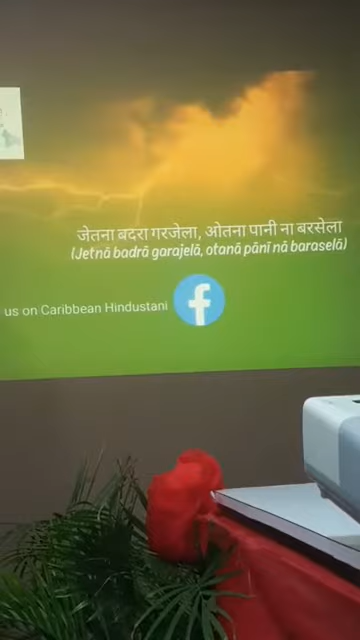 जेतना बदरा गरजेला, ओतना पानी ना बरसेला
(Jetnā badrā garajelā, otanā pānī nā baraselā)
us on Caribbean Hindustani